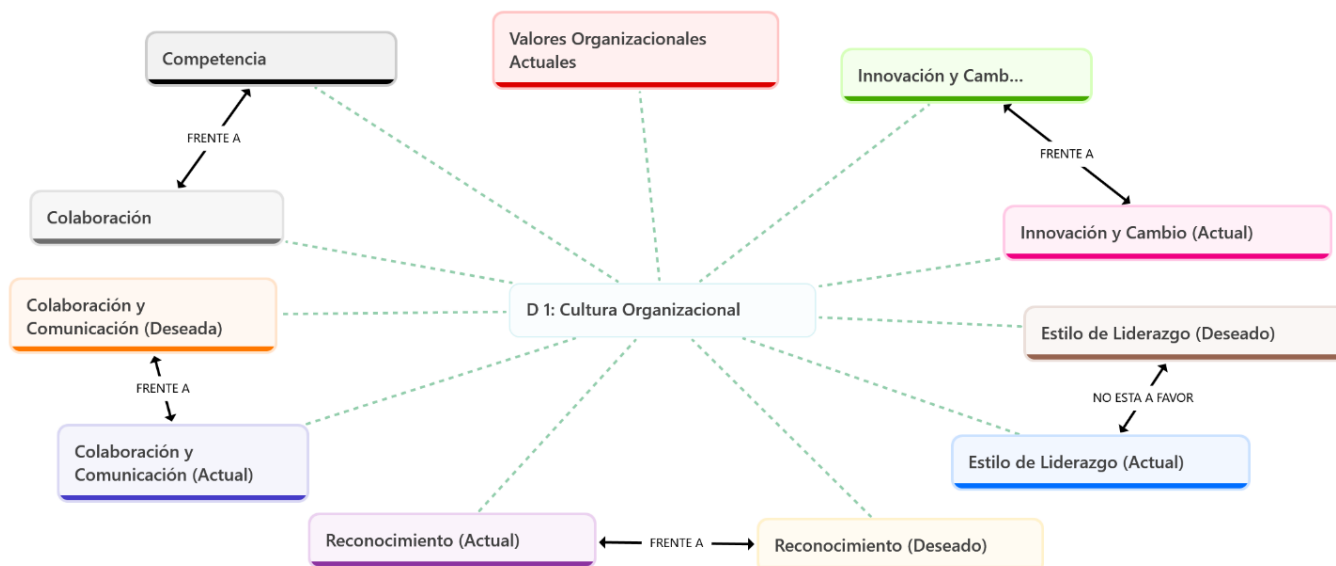 Valores Organizacionales
Actuales
Competencia
Innovación y Camb...
FRENTE A
FRENTE A
Colaboración
Innovación y Cambio (Actual)
Colaboración y
Comunicación (Deseada)
D 1: Cultura Organizacional
Estilo de Liderazgo (Deseado)
FRENTE A
NO ESTA A FAVOR
Colaboración y
Comunicación (Actual)
Estilo de Liderazgo (Actual)
Reconocimiento (Actual)
FRENTE A
Reconocimiento (Deseado)